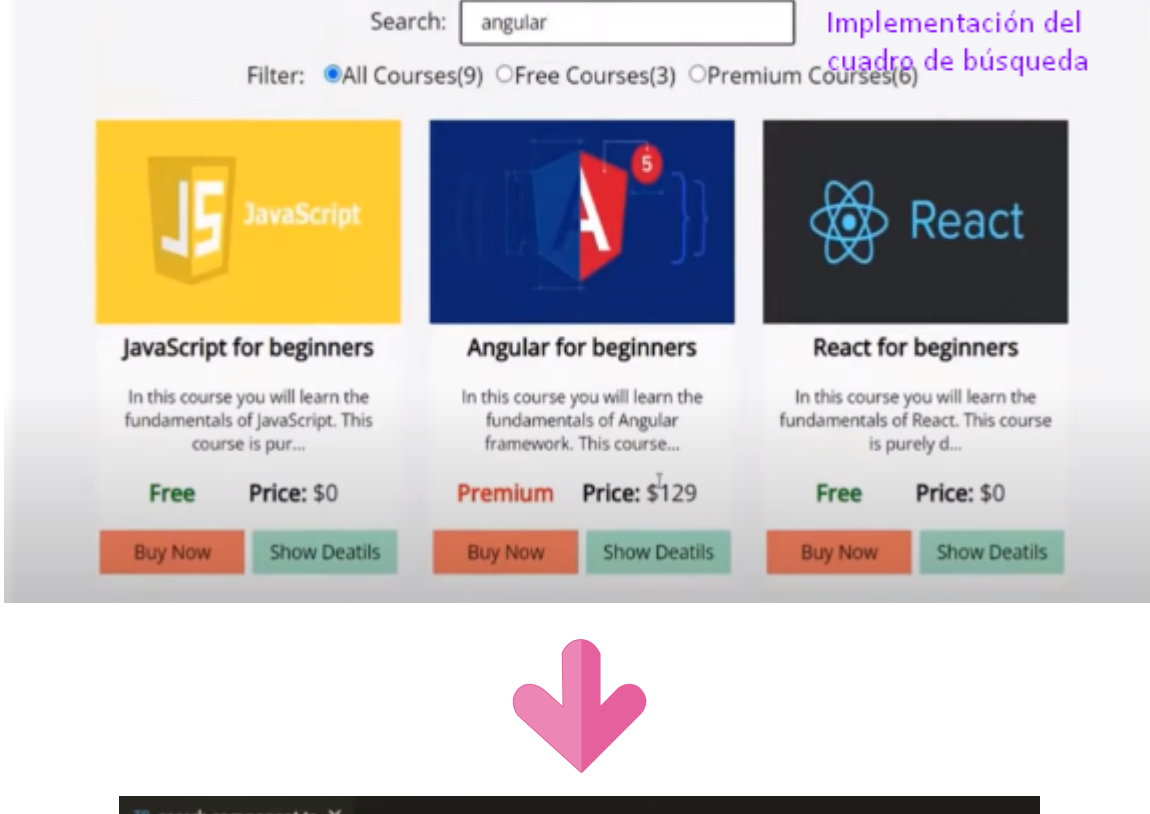 Search: angular
Implementación del
cuadro de búsqueda
Filter: All Courses(9) Free Courses(3) Premium Courses(6)
JS JavaScript
A 5
React
JavaScript for beginners
In this course you will learn the
fundamentals of JavaScript. This
course is pur...
Free Price: $0
Buy Now Show Deatils
Angular for beginners
In this course you will learn the
fundamentals of Angular
framework. This course...
Premium Price: $129
Buy Now Show Deatils
React for beginners
In this course you will learn the
fundamentals of React. This course
is purely d...
Free Price: $0
Buy Now Show Deatils